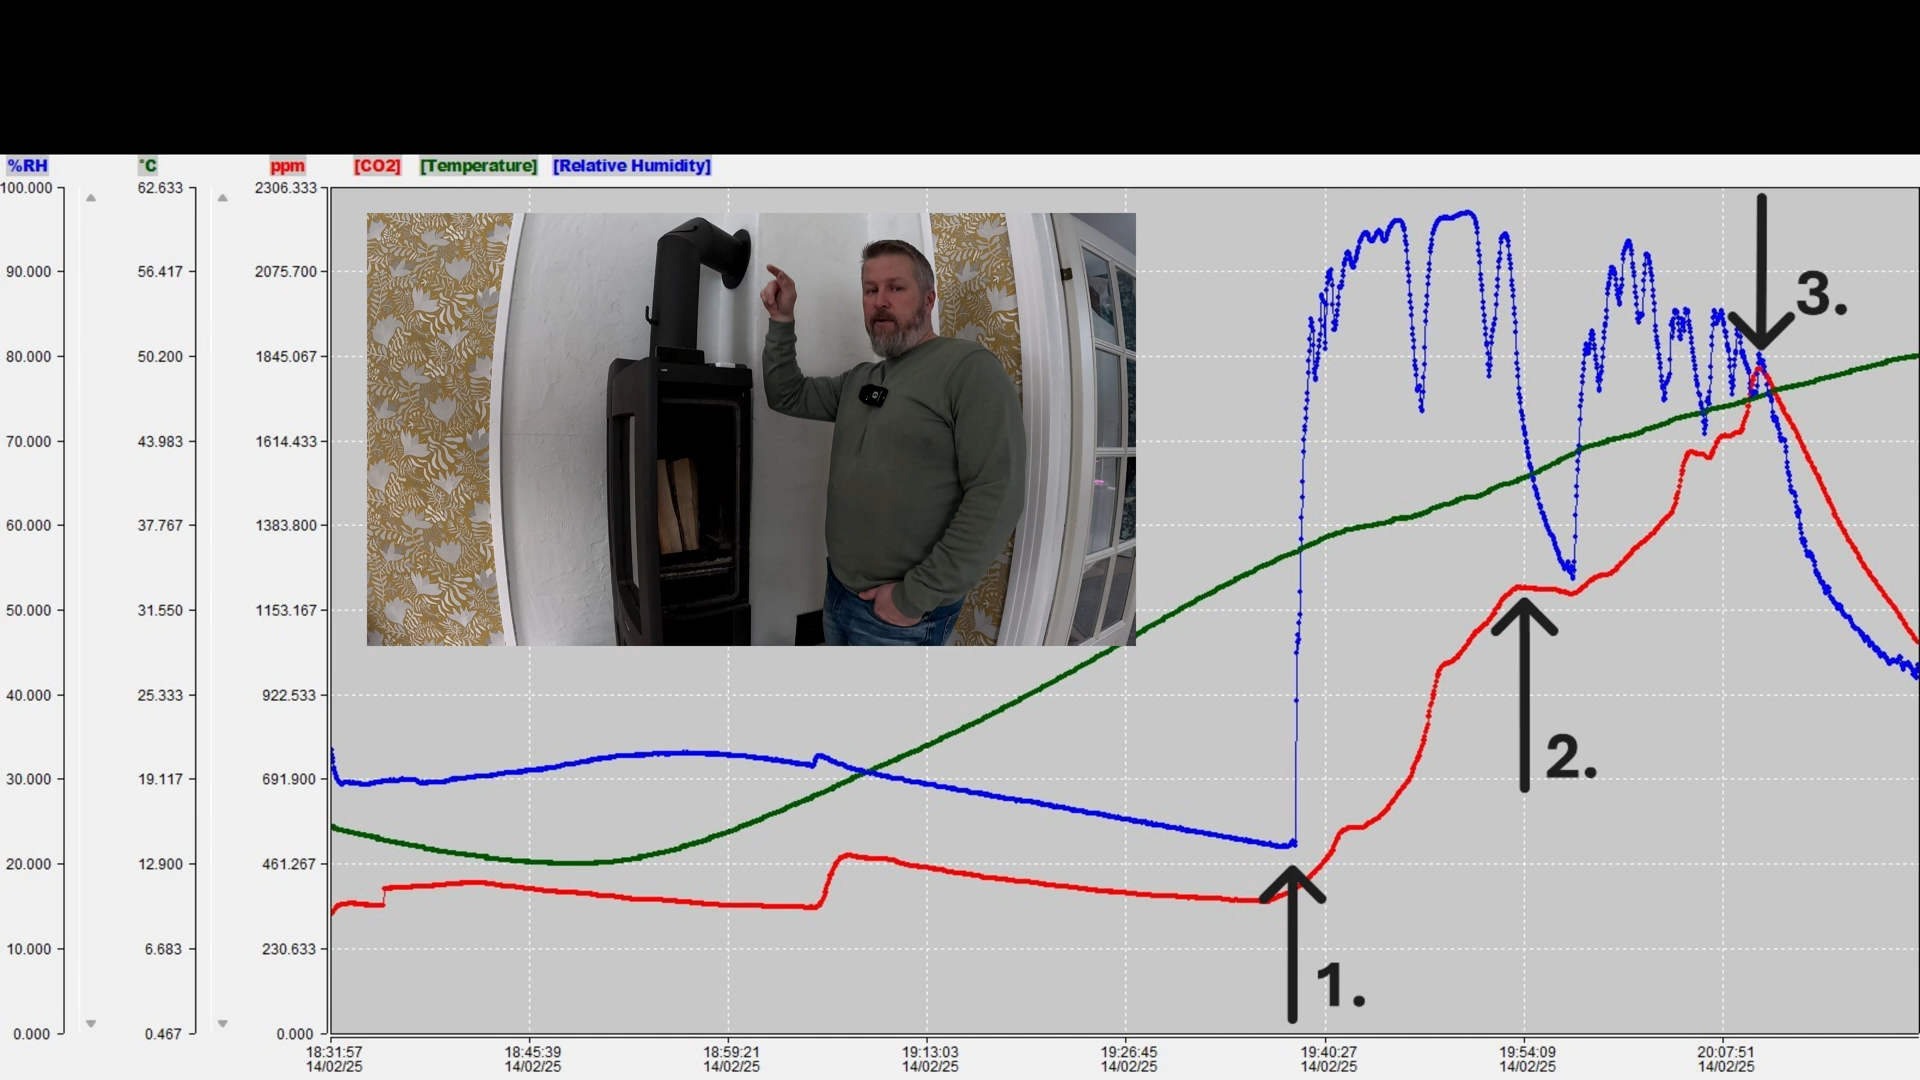 %RH °C ppm [CO2] [Temperature] [Relative Humidity]
100.000 62.633 2306.333
90.000 56.417 2075.700
80.000 50.200 1845.067
70.000 43.983 1614.433
60.000 37.767 1383.800
50.000 31.550 1153.167
40.000 25.333 922.533
30.000 19.117 691.900
20.000 12.900 461.267
10.000 6.683 230.633
0.000 0.467 0.000
3.
2.
1.
18:31:57 18:45:39 18:59:21 19:13:03 19:26:45 19:40:27 19:54:09 20:07:51
14/02/25 14/02/25 14/02/25 14/02/25 14/02/25 14/02/25 14/02/25 14/02/25